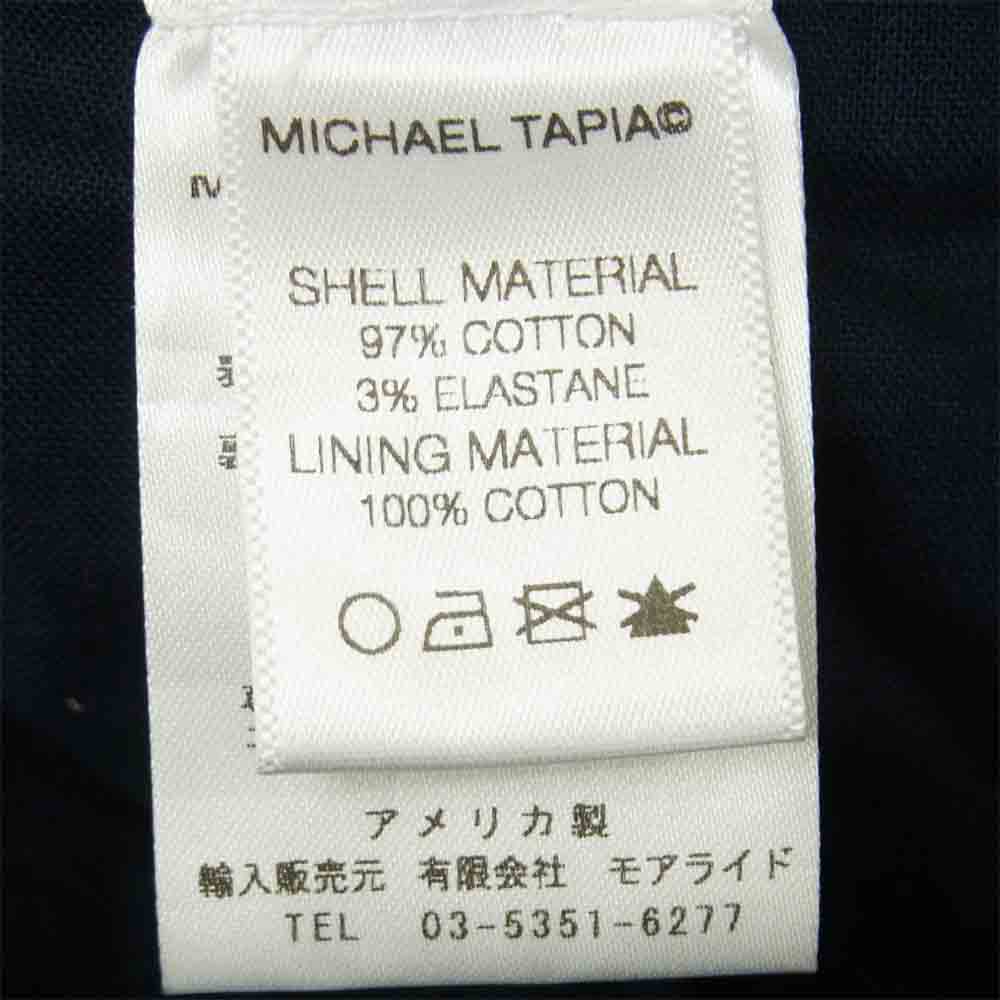 MICHAEL TAPIA©
SHELL MATERIAL
97% COTTON
3% ELASTANE
LINING MATERIAL
100% COTTON
アメリカ製
輸入販売元 有限会社 モアライド
TEL 03-5351-6277